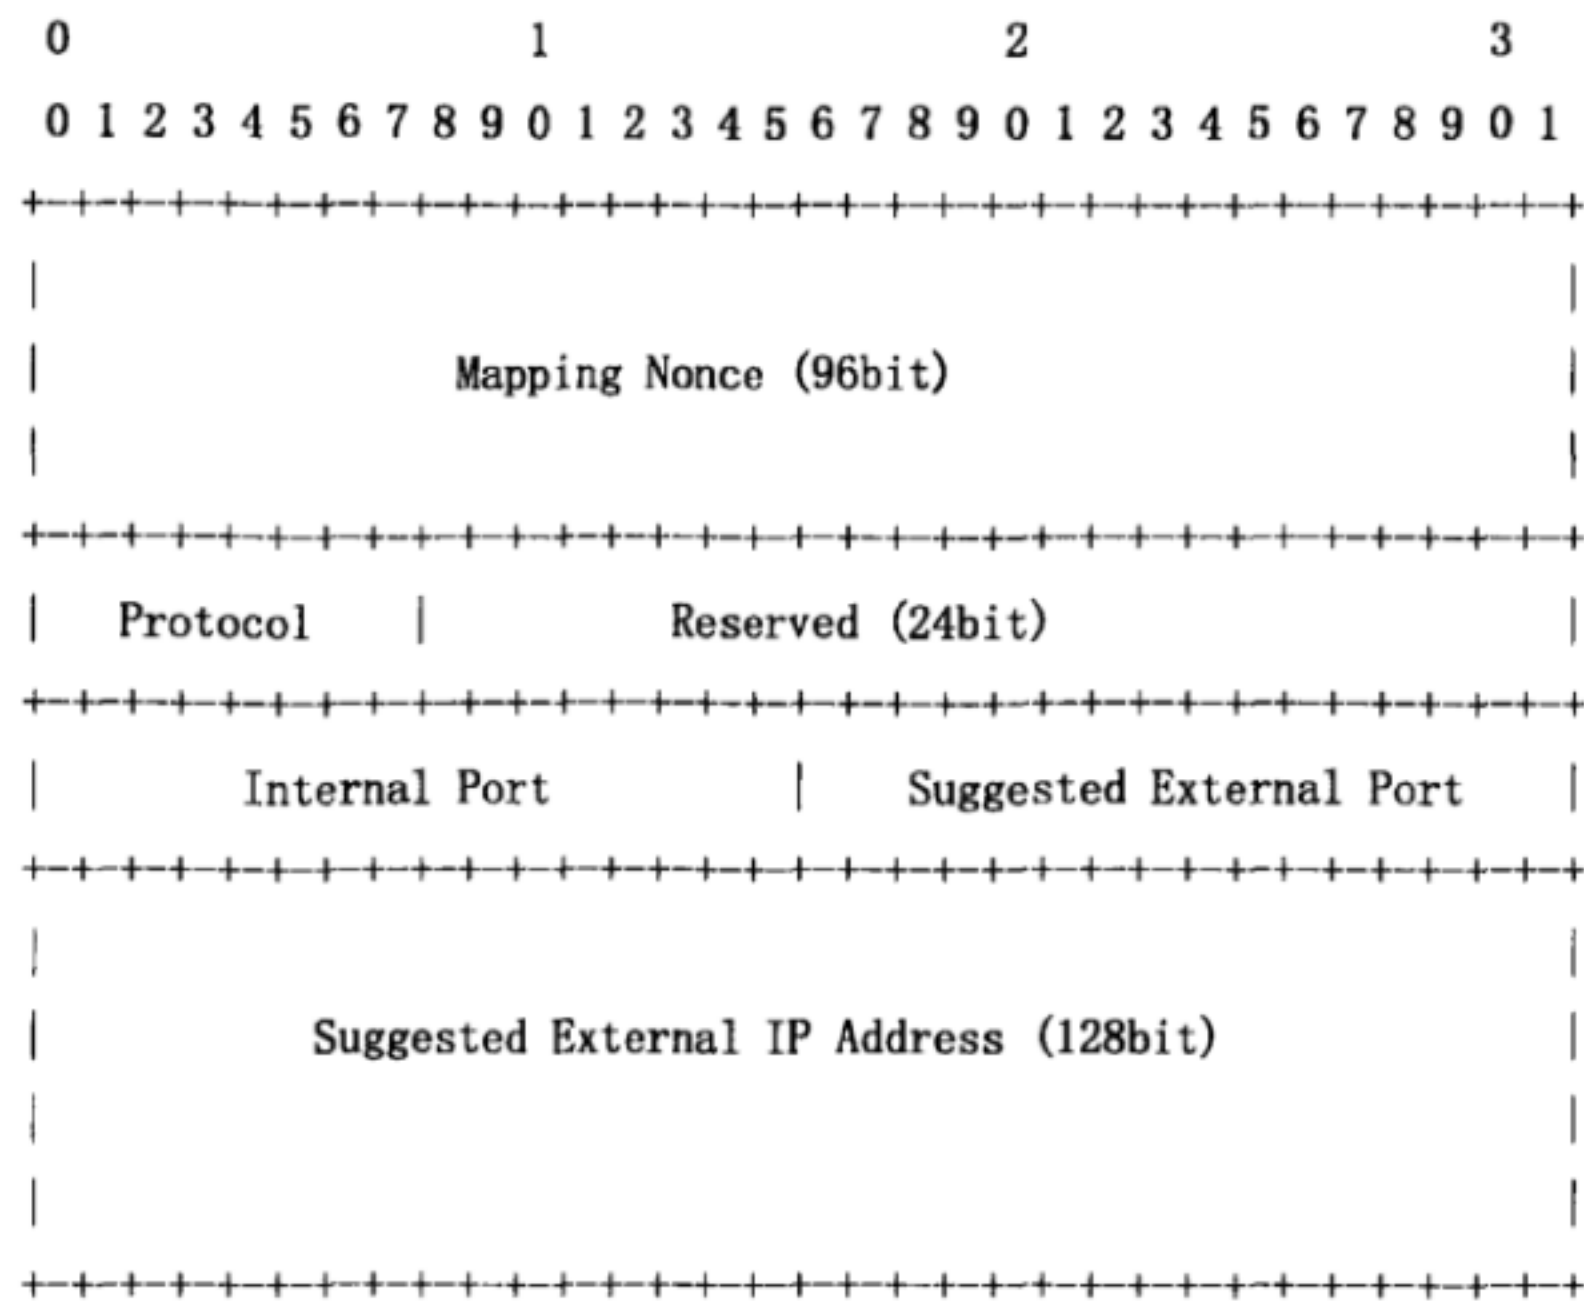 0 1 2 3
0 1 2 3 4 5 6 7 8 9 0 1 2 3 4 5 6 7 8 9 0 1 2 3 4 5 6 7 8 9 0 1
+-+-+-+-+-+-+-+-+-+-+-+-+-+-+-+-+-+-+-+-+-+-+-+-+-+-+-+-+-+-+-+-+
| |
| Mapping Nonce (96bit) |
| |
+-+-+-+-+-+-+-+-+-+-+-+-+-+-+-+-+-+-+-+-+-+-+-+-+-+-+-+-+-+-+-+-+
| Protocol | Reserved (24bit) |
+-+-+-+-+-+-+-+-+-+-+-+-+-+-+-+-+-+-+-+-+-+-+-+-+-+-+-+-+-+-+-+-+
| Internal Port | Suggested External Port |
+-+-+-+-+-+-+-+-+-+-+-+-+-+-+-+-+-+-+-+-+-+-+-+-+-+-+-+-+-+-+-+-+
| |
| Suggested External IP Address (128bit) |
| |
| |
+-+-+-+-+-+-+-+-+-+-+-+-+-+-+-+-+-+-+-+-+-+-+-+-+-+-+-+-+-+-+-+-+